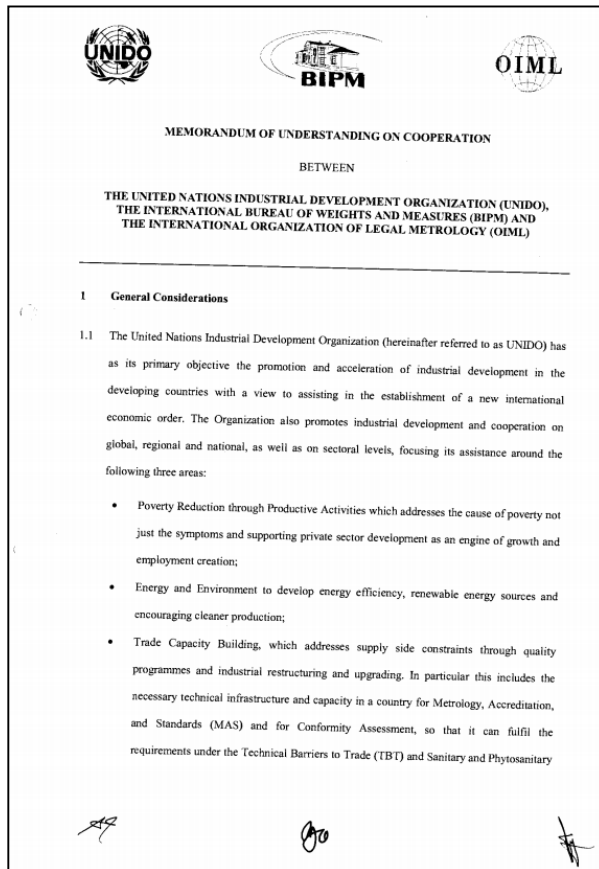 UNIDO
BIPM
OIML
MEMORANDUM OF UNDERSTANDING ON COOPERATION
BETWEEN
THE UNITED NATIONS INDUSTRIAL DEVELOPMENT ORGANIZATION (UNIDO),
THE INTERNATIONAL BUREAU OF WEIGHTS AND MEASURES (BIPM) AND
THE INTERNATIONAL ORGANIZATION OF LEGAL METROLOGY (OIML)
1 General Considerations
1.1 The United Nations Industrial Development Organization (hereinafter referred to as UNIDO) has
as its primary objective the promotion and acceleration of industrial development in the
developing countries with a view to assisting in the establishment of a new international
economic order. The Organization also promotes industrial development and cooperation on
global, regional and national, as well as on sectoral levels, focusing its assistance around the
following three areas:
• Poverty Reduction through Productive Activities which addresses the cause of poverty not
just the symptoms and supporting private sector development as an engine of growth and
employment creation;
• Energy and Environment to develop energy efficiency, renewable energy sources and
encouraging cleaner production;
• Trade Capacity Building, which addresses supply side constraints through quality
programmes and industrial restructuring and upgrading. In particular this includes the
necessary technical infrastructure and capacity in a country for Metrology, Accreditation,
and Standards (MAS) and for Conformity Assessment, so that it can fulfil the
requirements under the Technical Barriers to Trade (TBT) and Sanitary and Phytosanitary